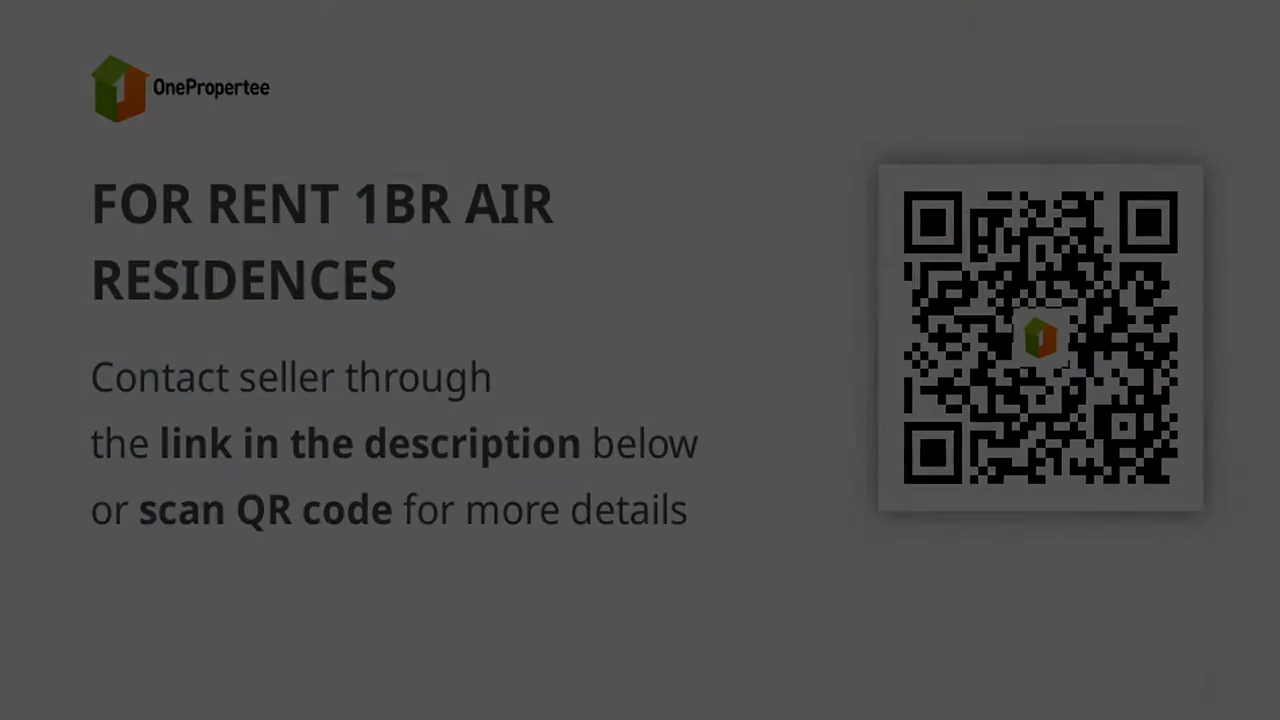 OnePropertee
FOR RENT 1BR AIR
RESIDENCES
Contact seller through
the link in the description below
or scan QR code for more details